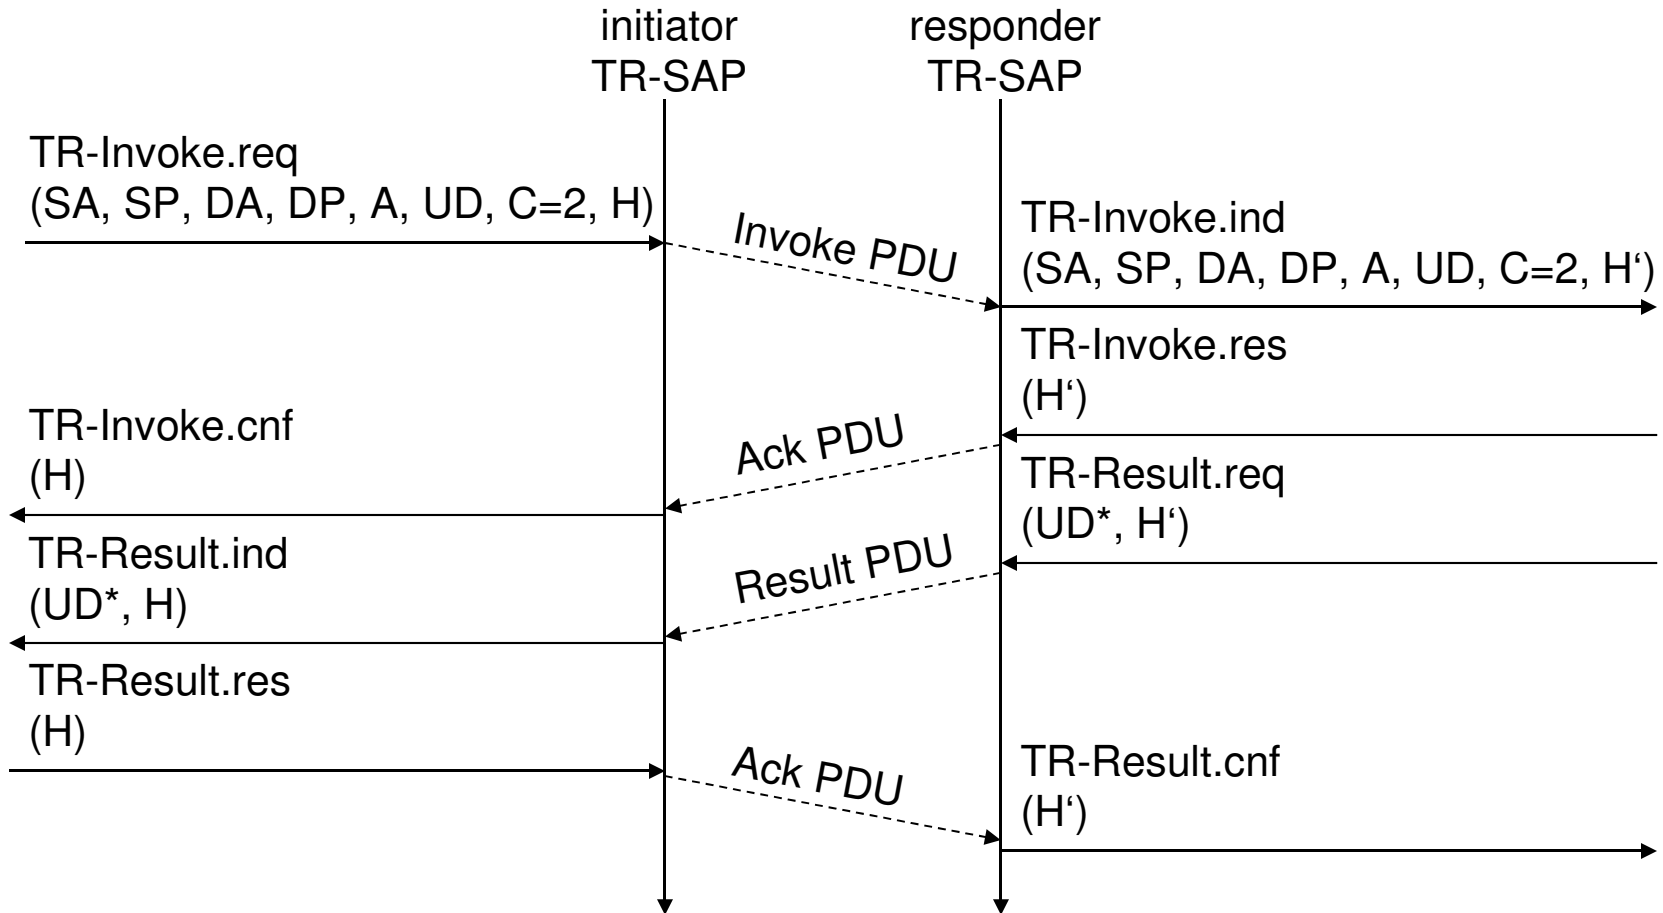 initiator
TR-SAP
responder
TR-SAP
TR-Invoke.req
(SA, SP, DA, DP, A, UD, C=2, H)
Invoke PDU
TR-Invoke.ind
(SA, SP, DA, DP, A, UD, C=2, H‘)
TR-Invoke.res
(H‘)
Ack PDU
TR-Invoke.cnf
(H)
TR-Result.req
(UD*, H‘)
Result PDU
TR-Result.ind
(UD*, H)
TR-Result.res
(H)
Ack PDU
TR-Result.cnf
(H‘)